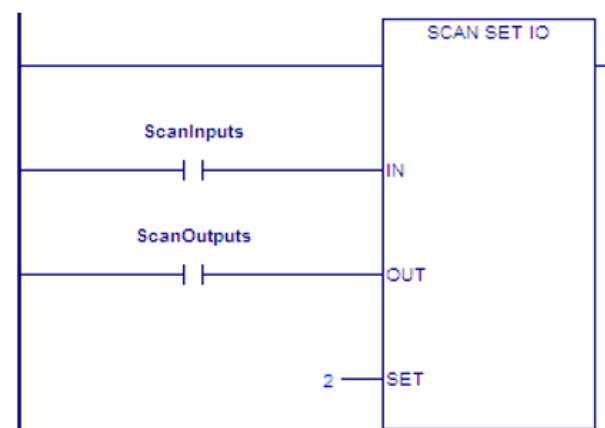 SCAN SET IO
ScanInputs
IN
ScanOutputs
OUT
2 SET